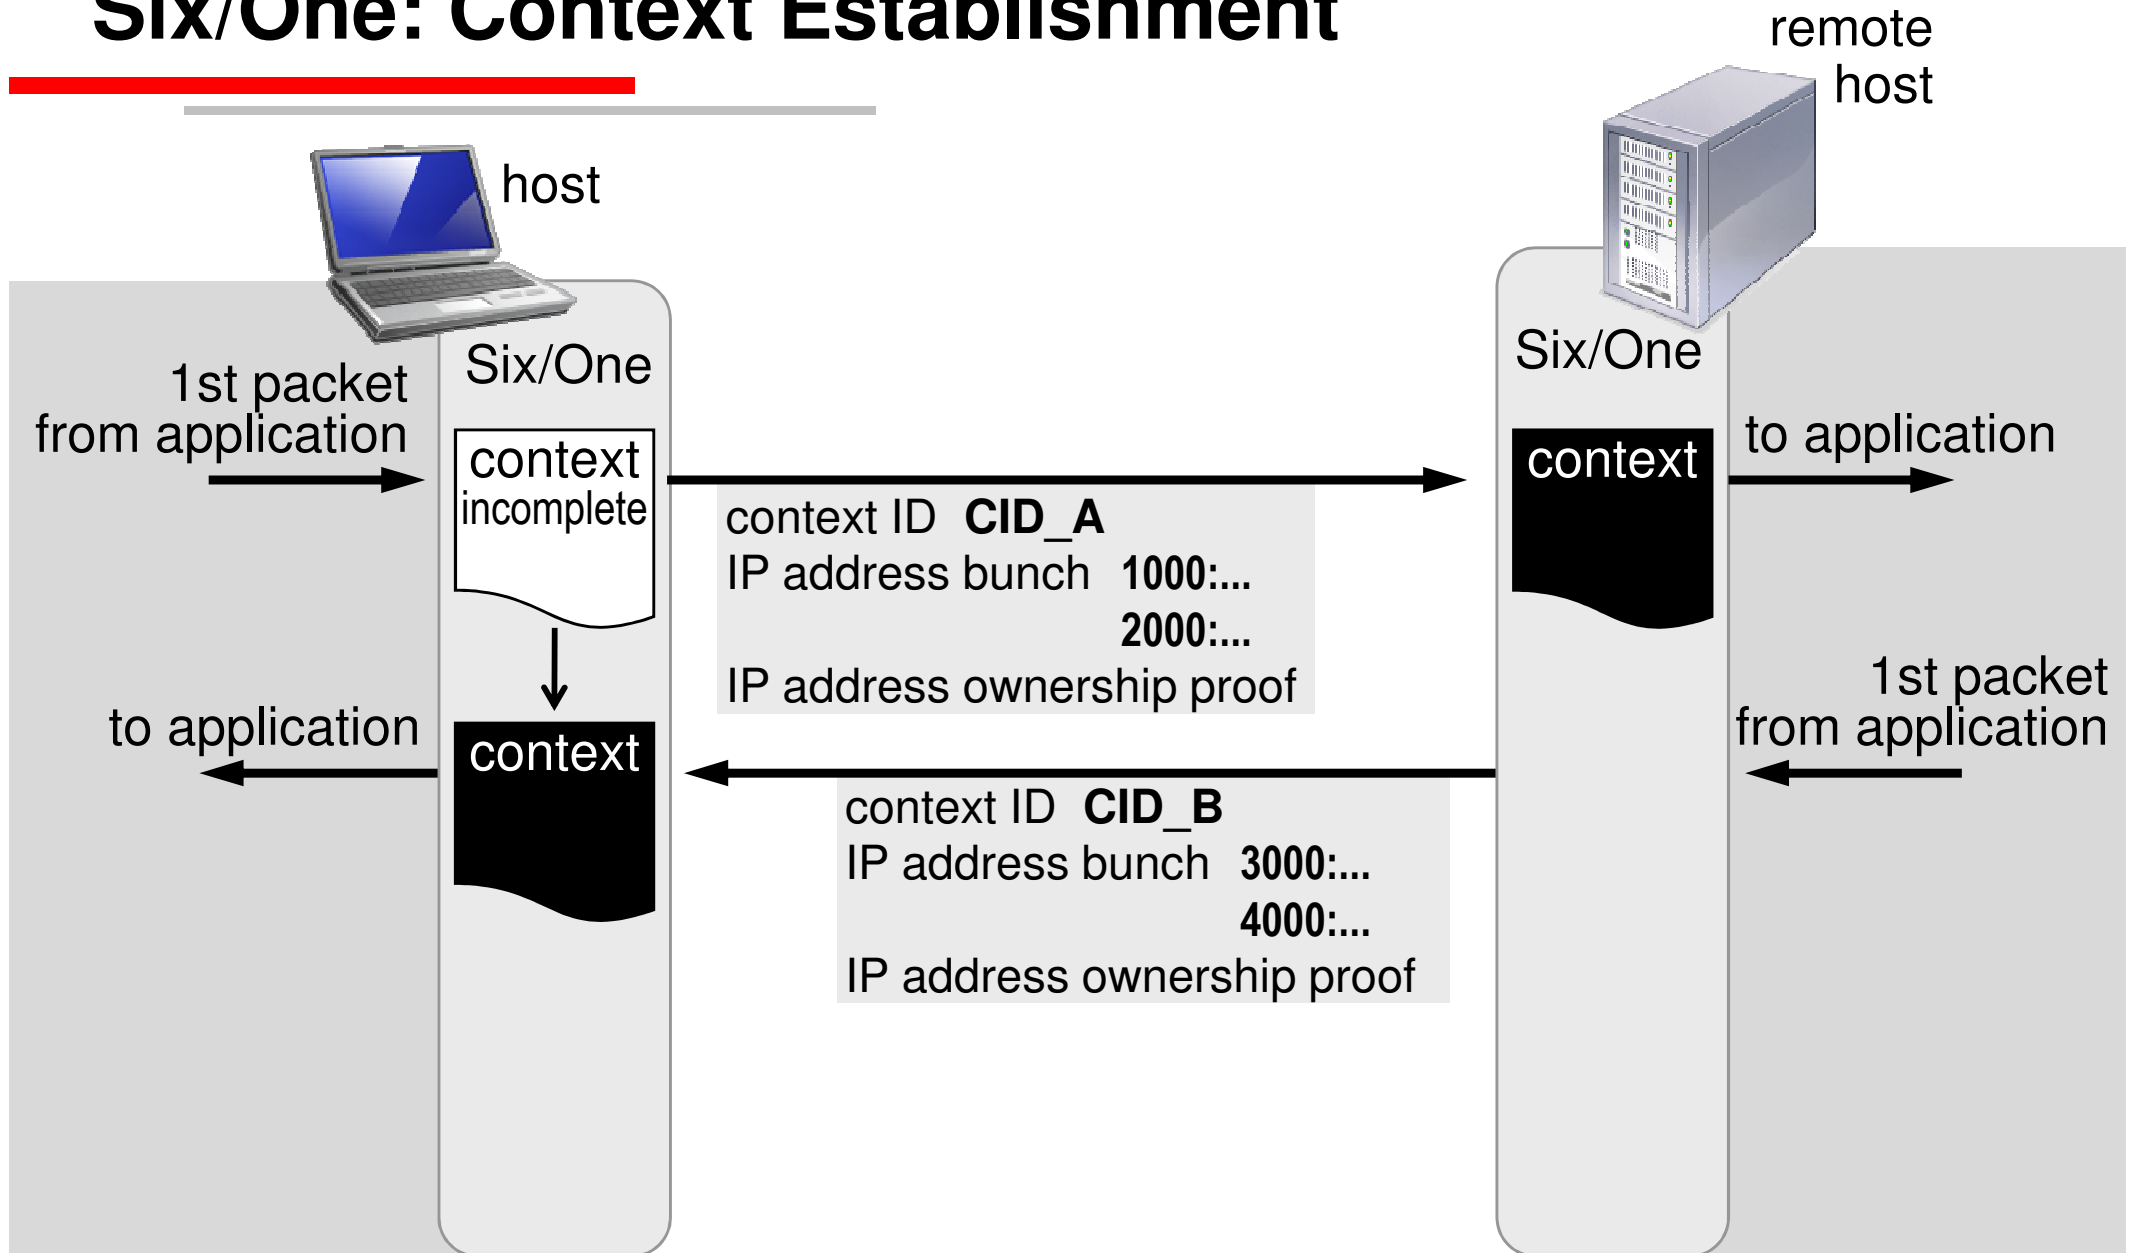 Six/One: Context Establishment
remote
host
host
Six/One
Six/One
1st packet
from application
context
incomplete
context ID CID_A
IP address bunch 1000:...
2000:...
IP address ownership proof
context
to application
1st packet
from application
to application
context
context ID CID_B
IP address bunch 3000:...
4000:...
IP address ownership proof